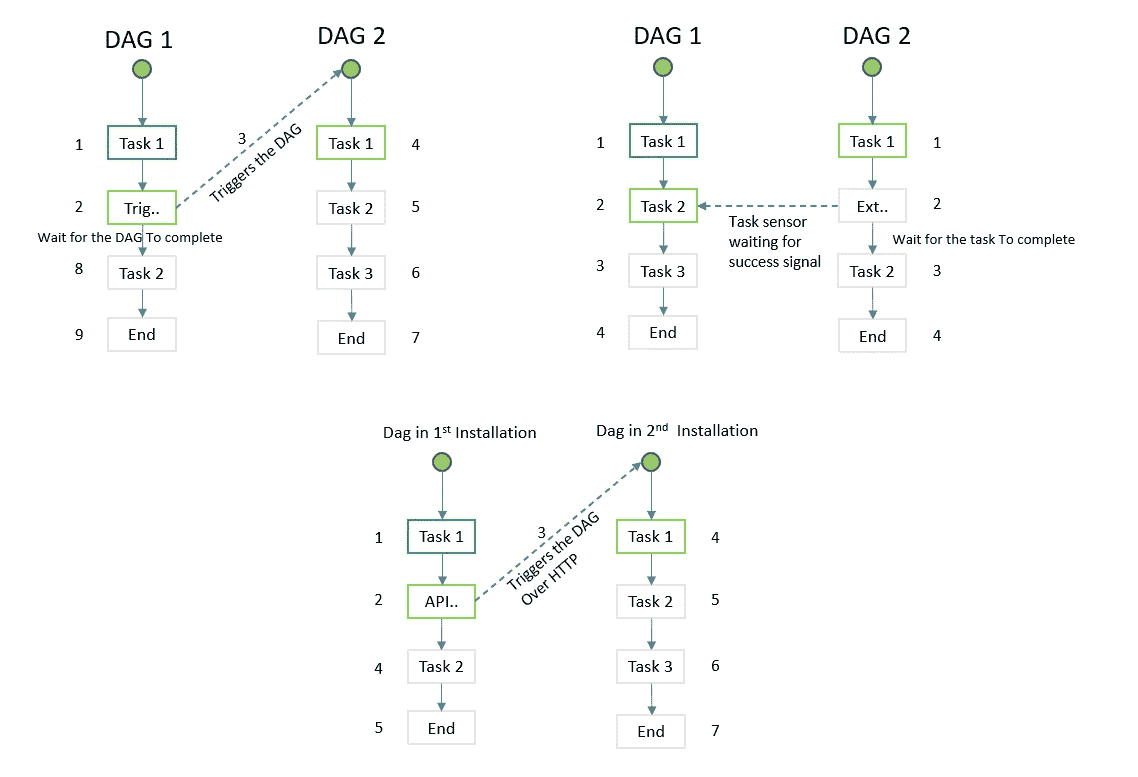 DAG 1
DAG 2
1
Task 1
3
Triggers the DAG
Task 1
4
2
Trig..
Task 2
5
Wait for the DAG To complete
8
Task 2
Task 3
6
9
End
End
7
DAG 1
DAG 2
1
Task 1
Task 1
1
2
Task 2
Ext..
2
Task sensor
waiting for
success signal
Wait for the task To complete
3
Task 3
Task 2
3
4
End
End
4
Dag in 1st Installation
Dag in 2nd Installation
1
Task 1
3
Triggers the DAG
Over HTTP
Task 1
4
2
API..
Task 2
5
4
Task 2
Task 3
6
5
End
End
7